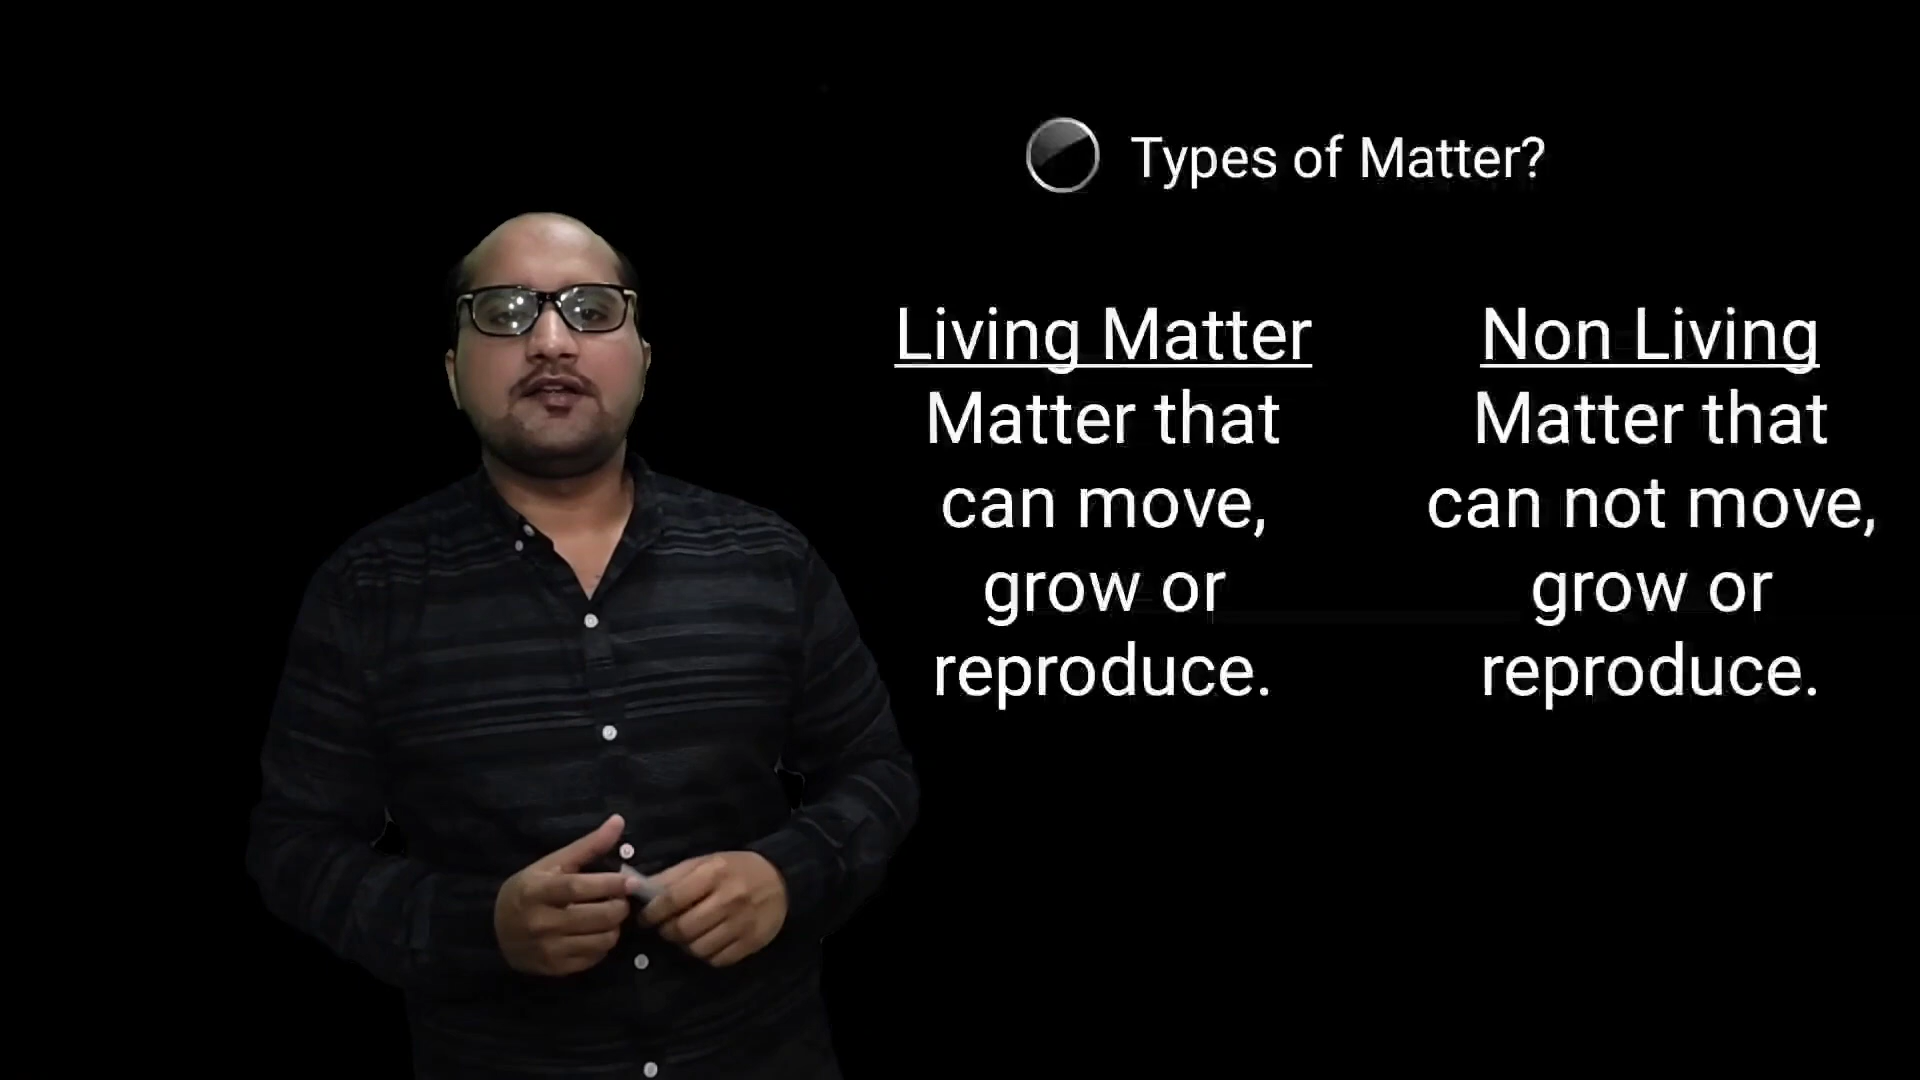 Types of Matter?
Living Matter
Matter that
can move,
grow or
reproduce.
Non Living
Matter that
can not move,
grow or
reproduce.